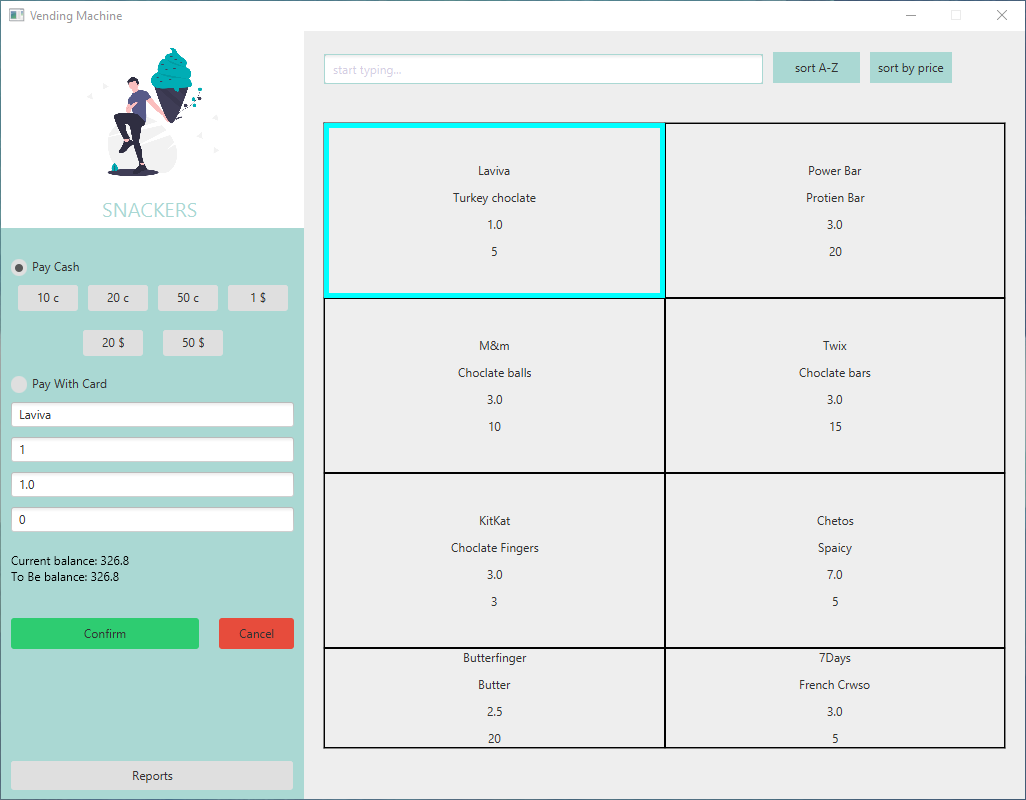 Vending Machine
SNACKERS
Pay Cash
10 c 20 c 50 c 1 $
20 $ 50 $
Pay With Card
Laviva
1
1.0
0
Current balance: 326.8
To Be balance: 326.8
Confirm Cancel
Reports
start typing... sort A-Z sort by price
Laviva
Turkey choclate
1.0
5
Power Bar
Protien Bar
3.0
20
M&m
Choclate balls
3.0
10
Twix
Choclate bars
3.0
15
KitKat
Choclate Fingers
3.0
3
Chetos
Spaicy
7.0
5
Butterfinger
Butter
2.5
20
7Days
French Crwso
3.0
5